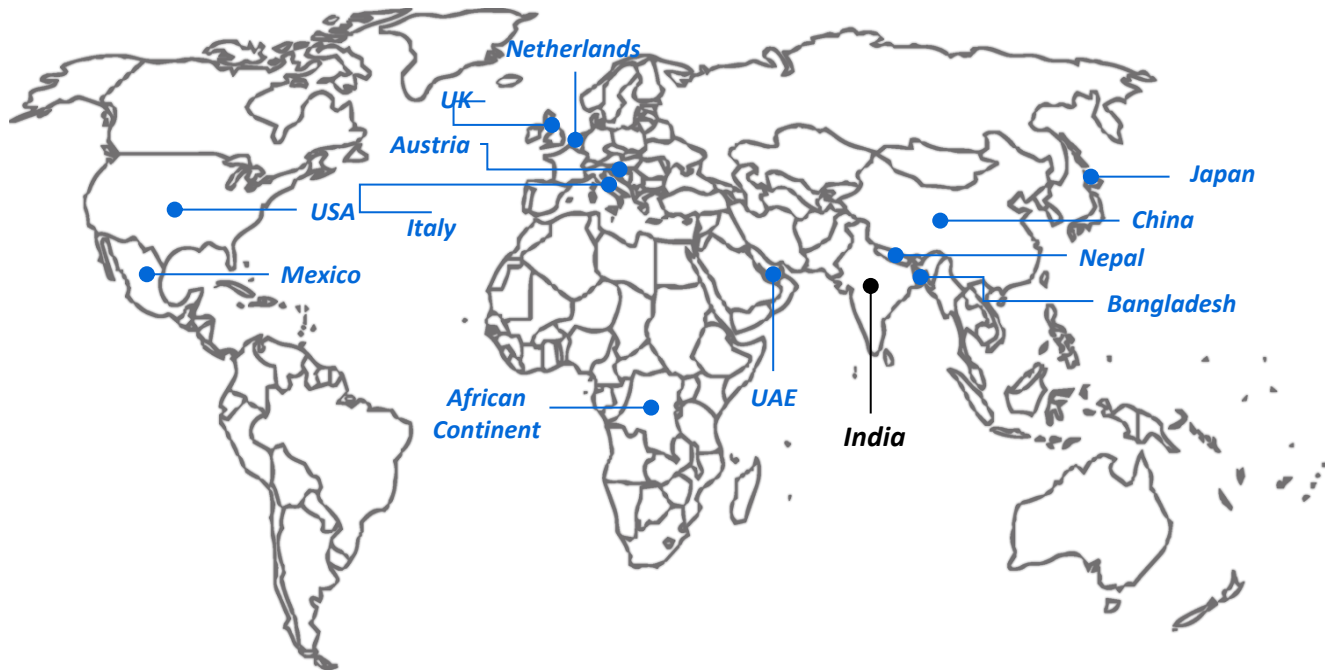 Netherlands
UK
Austria
Japan
USA
Italy
China
Nepal
Mexico
Bangladesh
African
Continent
UAE
India